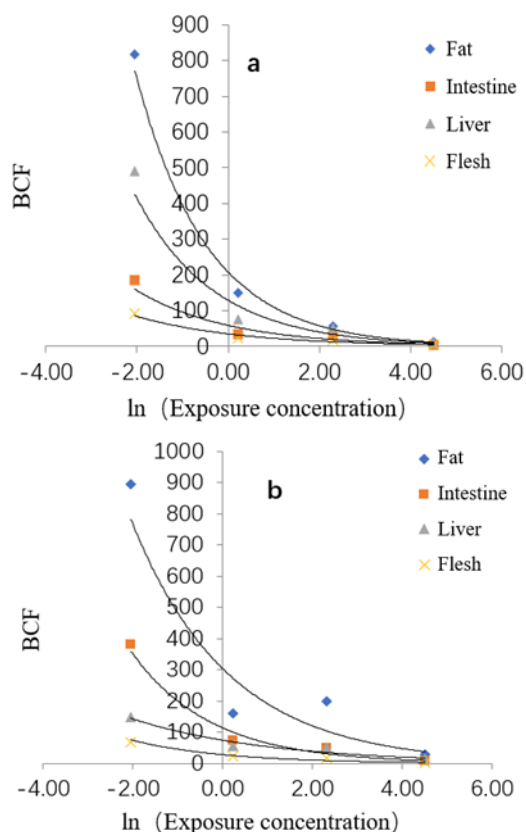 900
800
700
600
500
400
300
200
100
0
BCF
a
Fat
Intestine
Liver
Flesh
-4.00 -2.00 0.00 2.00 4.00 6.00
ln（Exposure concentration）
1000
900
800
700
600
500
400
300
200
100
0
BCF
b
Fat
Intestine
Liver
Flesh
-4.00 -2.00 0.00 2.00 4.00 6.00
ln（Exposure concentration）